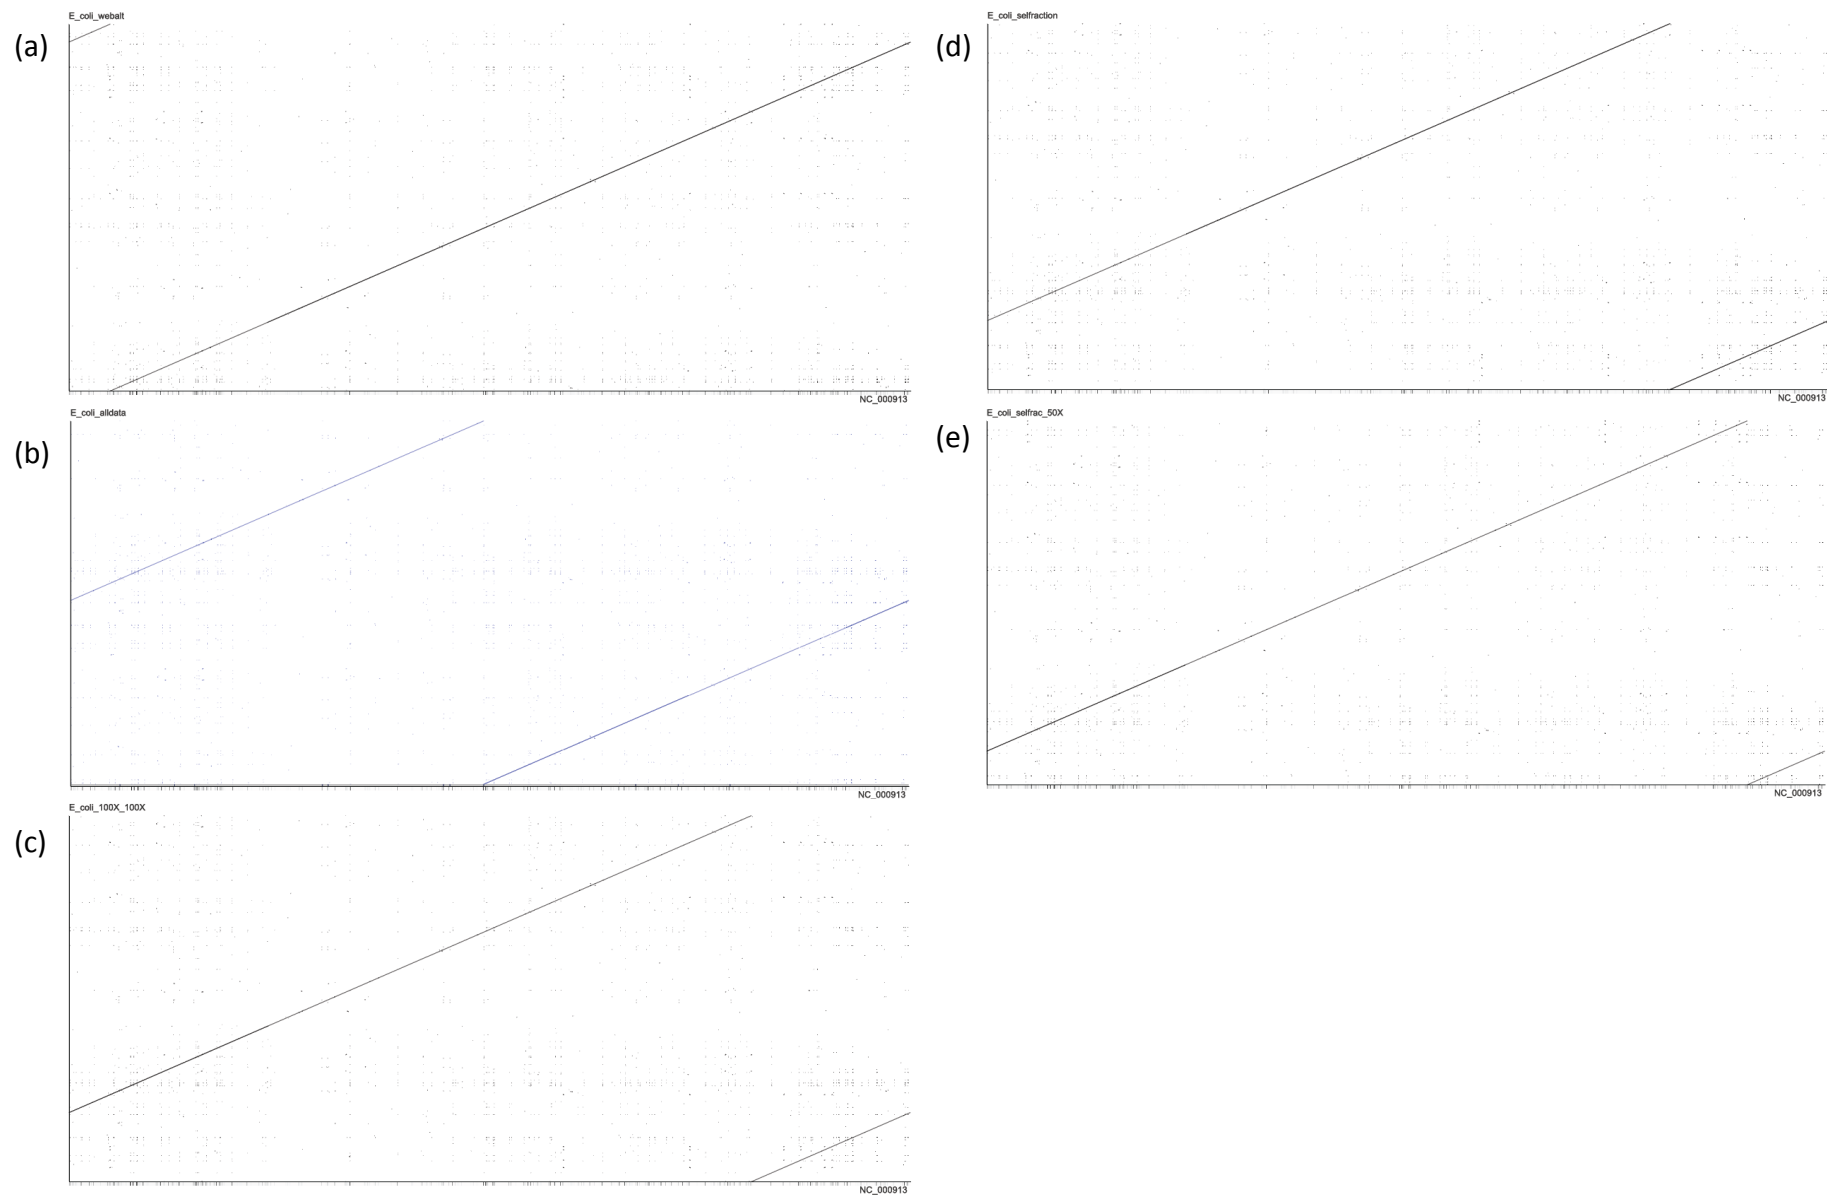 (a)
E_coli_webalt
NC_000913
(b)
E_coli_alldata
NC_000913
(c)
E_coli_100X_100X
NC_000913
(d)
E_coli_selfraction
NC_000913
(e)
E_coli_selfrac_50X
NC_000913